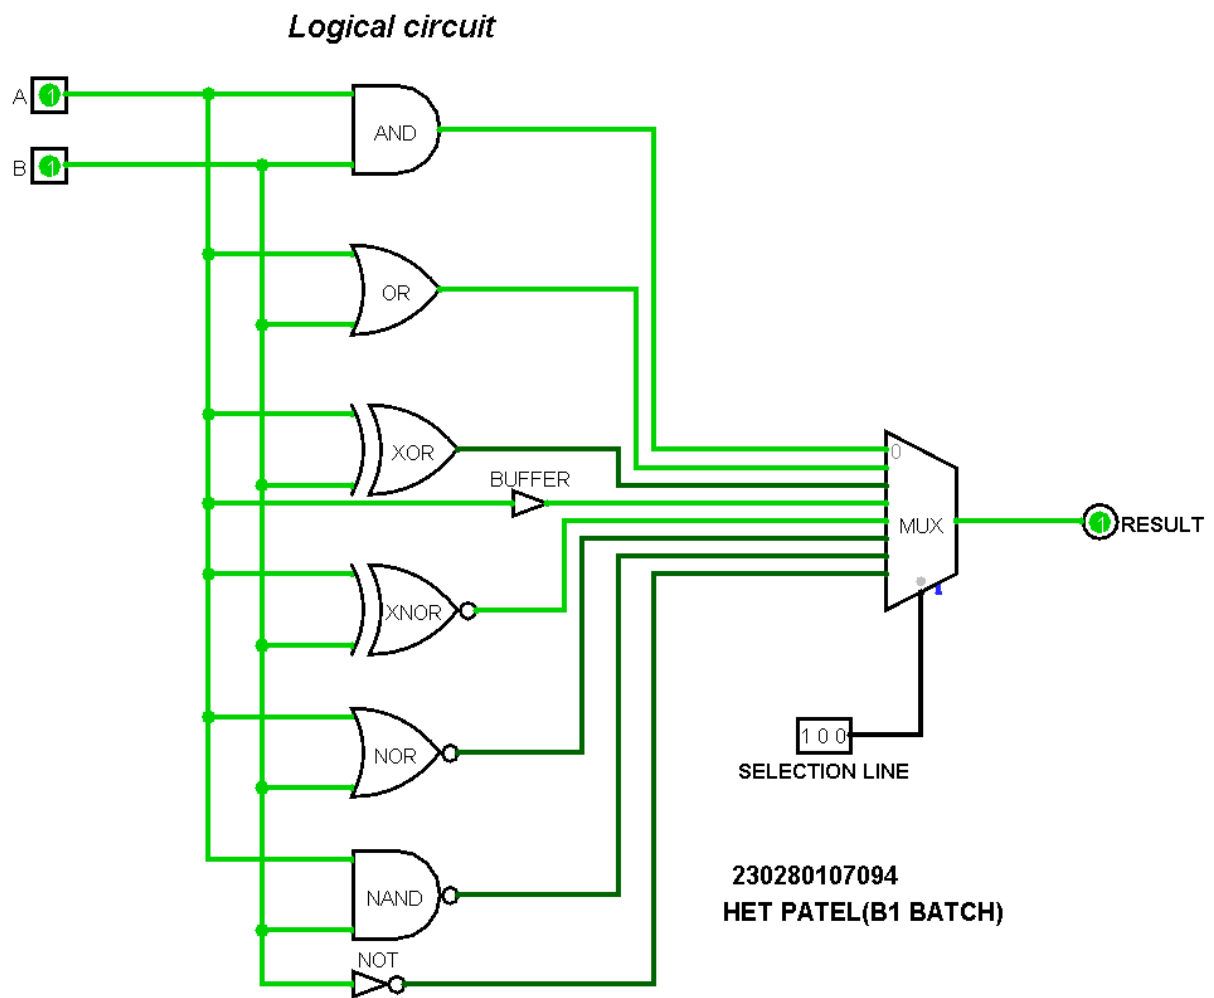 Logical circuit
A 1
B 1
AND
OR
XOR
BUFFER
0
MUX
1 RESULT
XNOR
1 0 0
SELECTION LINE
NOR
NAND
230280107094
HET PATEL(B1 BATCH)
NOT